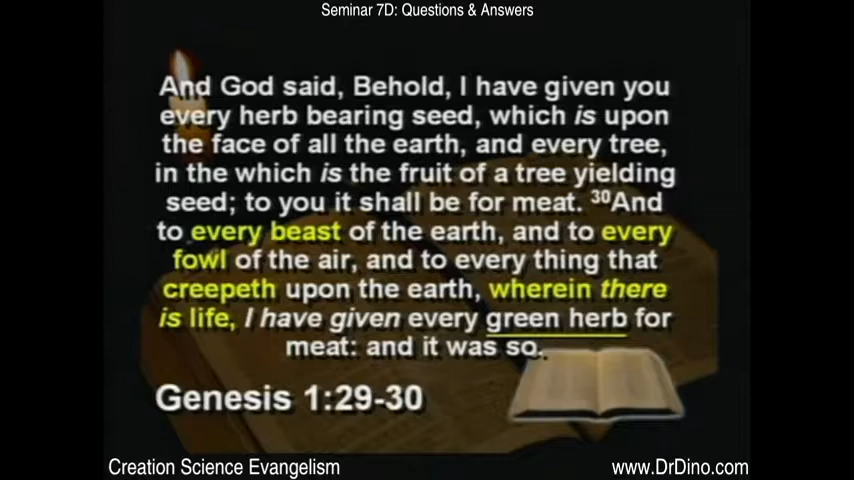 Seminar 7D: Questions & Answers
And God said, Behold, I have given you
every herb bearing seed, which is upon
the face of all the earth, and every tree,
in the which is the fruit of a tree yielding
seed; to you it shall be for meat. ³⁰And
to every beast of the earth, and to every
fowl of the air, and to every thing that
creepeth upon the earth, wherein there
is life, I have given every green herb for
meat: and it was so.
Genesis 1:29-30
Creation Science Evangelism
www.DrDino.com